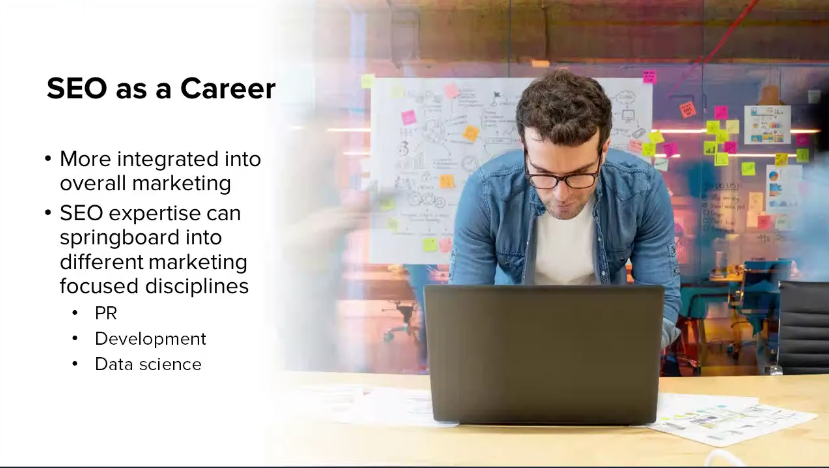 SEO as a Career
• More integrated into
overall marketing
• SEO expertise can
springboard into
different marketing
focused disciplines
• PR
• Development
• Data science